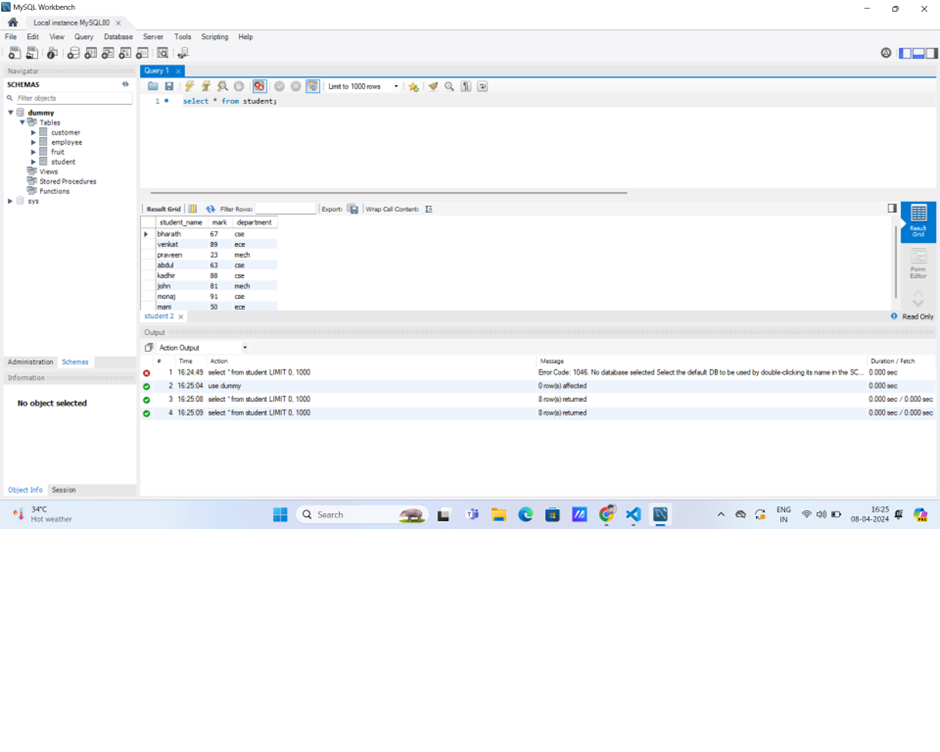 MySQL Workbench
Local instance MySQL80
File Edit View Query Database Server Tools Scripting Help
Navigator
SCHEMAS
Filter objects
dummy
Tables
customer
employee
fruit
student
Views
Stored Procedures
Functions
sys
Administration Schemas
Information
No object selected
Object Info Session
Query 1
Limit to 1000 rows
1 select * from student;
Result Grid Filter Rows: Export: Wrap Cell Content:
student_name mark department
bharath 67 cse
venkat 89 ece
praveen 23 mech
abdul 63 cse
kadhir 88 cse
john 81 mech
monaj 91 cse
mani 50 ece
Result
Grid
Form
Editor
student 2
Read Only
Output
Action Output
# Time Action Message Duration / Fetch
1 16:24:49 select * from student LIMIT 0, 1000 Error Code: 1046. No database selected Select the default DB to be used by double-clicking its name in the SC... 0.000 sec
2 16:25:04 use dummy 0 row(s) affected 0.000 sec
3 16:25:08 select * from student LIMIT 0, 1000 8 row(s) returned 0.000 sec / 0.000 sec
4 16:25:09 select * from student LIMIT 0, 1000 8 row(s) returned 0.000 sec / 0.000 sec
34°C
Hot weather
Search
ENG
IN
16:25
08-04-2024